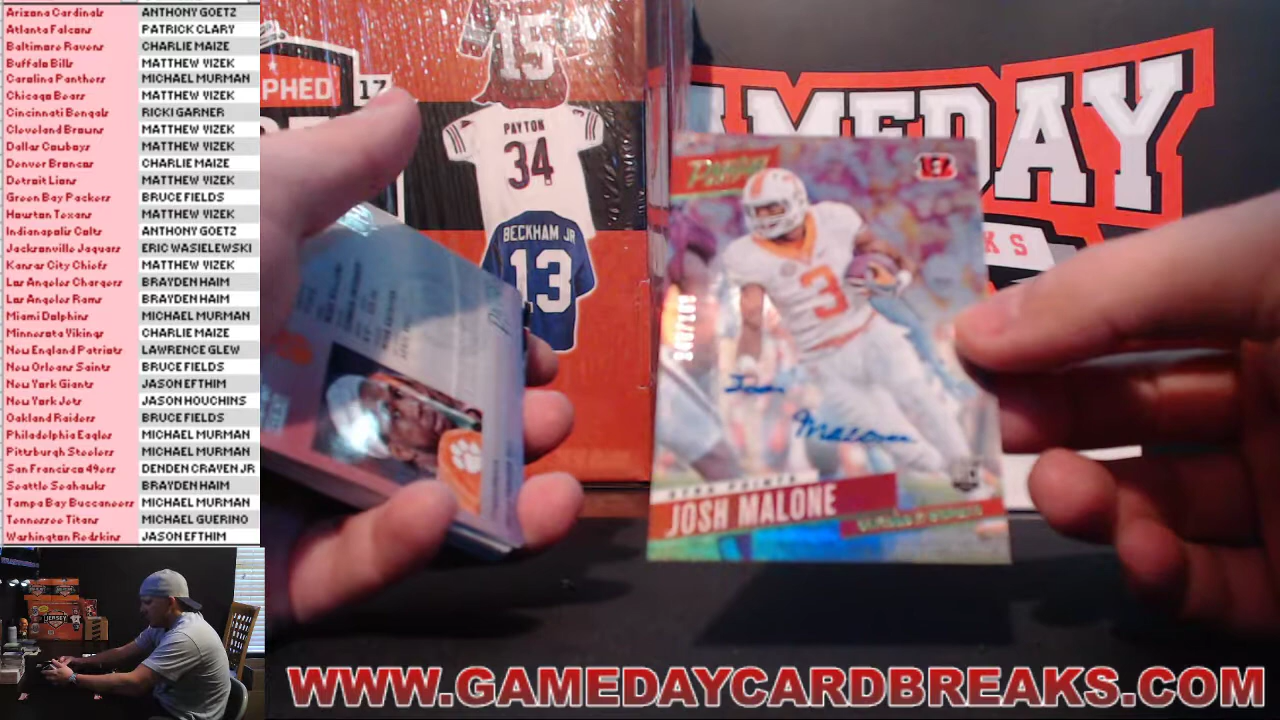 Arizona Cardinals ANTHONY GOETZ
Atlanta Falcons PATRICK CLARY
Baltimore Ravens CHARLIE MAIZE
Buffalo Bills MATTHEW VIZEK
Carolina Panthers MICHAEL MURMAN
Chicago Bears MATTHEW VIZEK
Cincinnati Bengals RICKI GARNER
Cleveland Browns MATTHEW VIZEK
Dallas Cowboys MATTHEW VIZEK
Denver Broncos CHARLIE MAIZE
Detroit Lions MATTHEW VIZEK
Green Bay Packers BRUCE FIELDS
Houston Texans MATTHEW VIZEK
Indianapolis Colts ANTHONY GOETZ
Jacksonville Jaguars ERIC WASIELEWSKI
Kansas City Chiefs MATTHEW VIZEK
Los Angeles Chargers BRAYDEN HAIM
Los Angeles Rams BRAYDEN HAIM
Miami Dolphins MICHAEL MURMAN
Minnesota Vikings CHARLIE MAIZE
New England Patriots LAWRENCE GLEW
New Orleans Saints BRUCE FIELDS
New York Giants JASON EFTHIM
New York Jets JASON HOUCHINS
Oakland Raiders BRUCE FIELDS
Philadelphia Eagles MICHAEL MURMAN
Pittsburgh Steelers MICHAEL MURMAN
San Francisco 49ers DENDEN CRAVEN JR
Seattle Seahawks BRAYDEN HAIM
Tampa Bay Buccaneers MICHAEL MURMAN
Tennessee Titans MICHAEL GUERINO
Washington Redskins JASON EFTHIM
PHED
17
15
PAYTON
34
BECKHAM JR
13
AMEDAY
KS
3
Josh
Malone
JOSH MALONE
JERSEY
WWW.GAMEDAYCARDBREAKS.COM